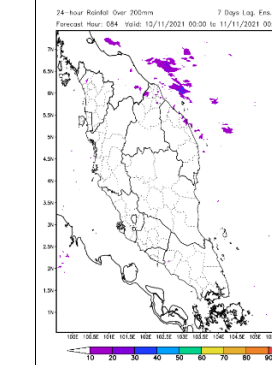 24-hour Rainfall Over 200mm 7 Days Lag. Ens.
Forecast Hour: 084 Valid: 10/11/2021 00:00 to 11/11/2021 00
7N
6.5N
6N
5.5N
5N
4.5N
4N
3.5N
3N
2.5N
2N
1.5N
1N
100E 100.5E 101E 101.5E 102E 102.5E 103E 103.5E 104E 104.5E 105E 105
10 20 30 40 50 60 70 80 90